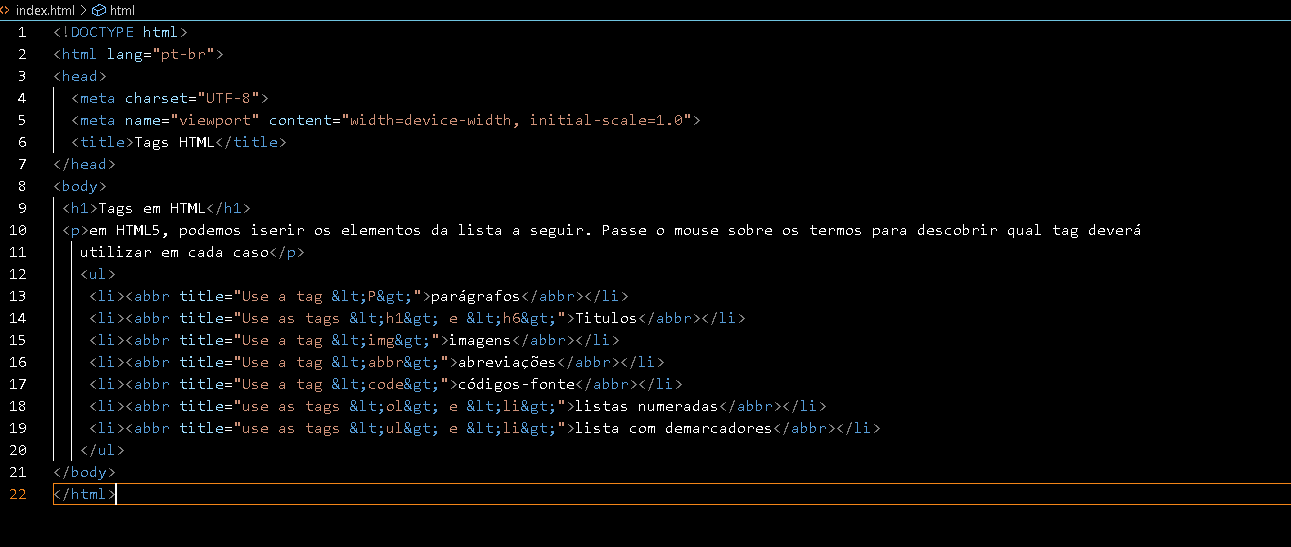 index.html > html
1 <!DOCTYPE html>
2 <html lang="pt-br">
3 <head>
4 <meta charset="UTF-8">
5 <meta name="viewport" content="width=device-width, initial-scale=1.0">
6 <title>Tags HTML</title>
7 </head>
8 <body>
9 <h1>Tags em HTML</h1>
10 <p>em HTML5, podemos iserir os elementos da lista a seguir. Passe o mouse sobre os termos para descobrir qual tag deverá
11 utilizar em cada caso</p>
12 <ul>
13 <li><abbr title="Use a tag &lt;P&gt;">parágrafos</abbr></li>
14 <li><abbr title="Use as tags &lt;h1&gt; e &lt;h6&gt;">Titulos</abbr></li>
15 <li><abbr title="Use a tag &lt;img&gt;">imagens</abbr></li>
16 <li><abbr title="Use a tag &lt;abbr&gt;">abreviações</abbr></li>
17 <li><abbr title="Use a tag &lt;code&gt;">códigos-fonte</abbr></li>
18 <li><abbr title="use as tags &lt;ol&gt; e &lt;li&gt;">listas numeradas</abbr></li>
19 <li><abbr title="use as tags &lt;ul&gt; e &lt;li&gt;">lista com demarcadores</abbr></li>
20 </ul>
21 </body>
22 </html>